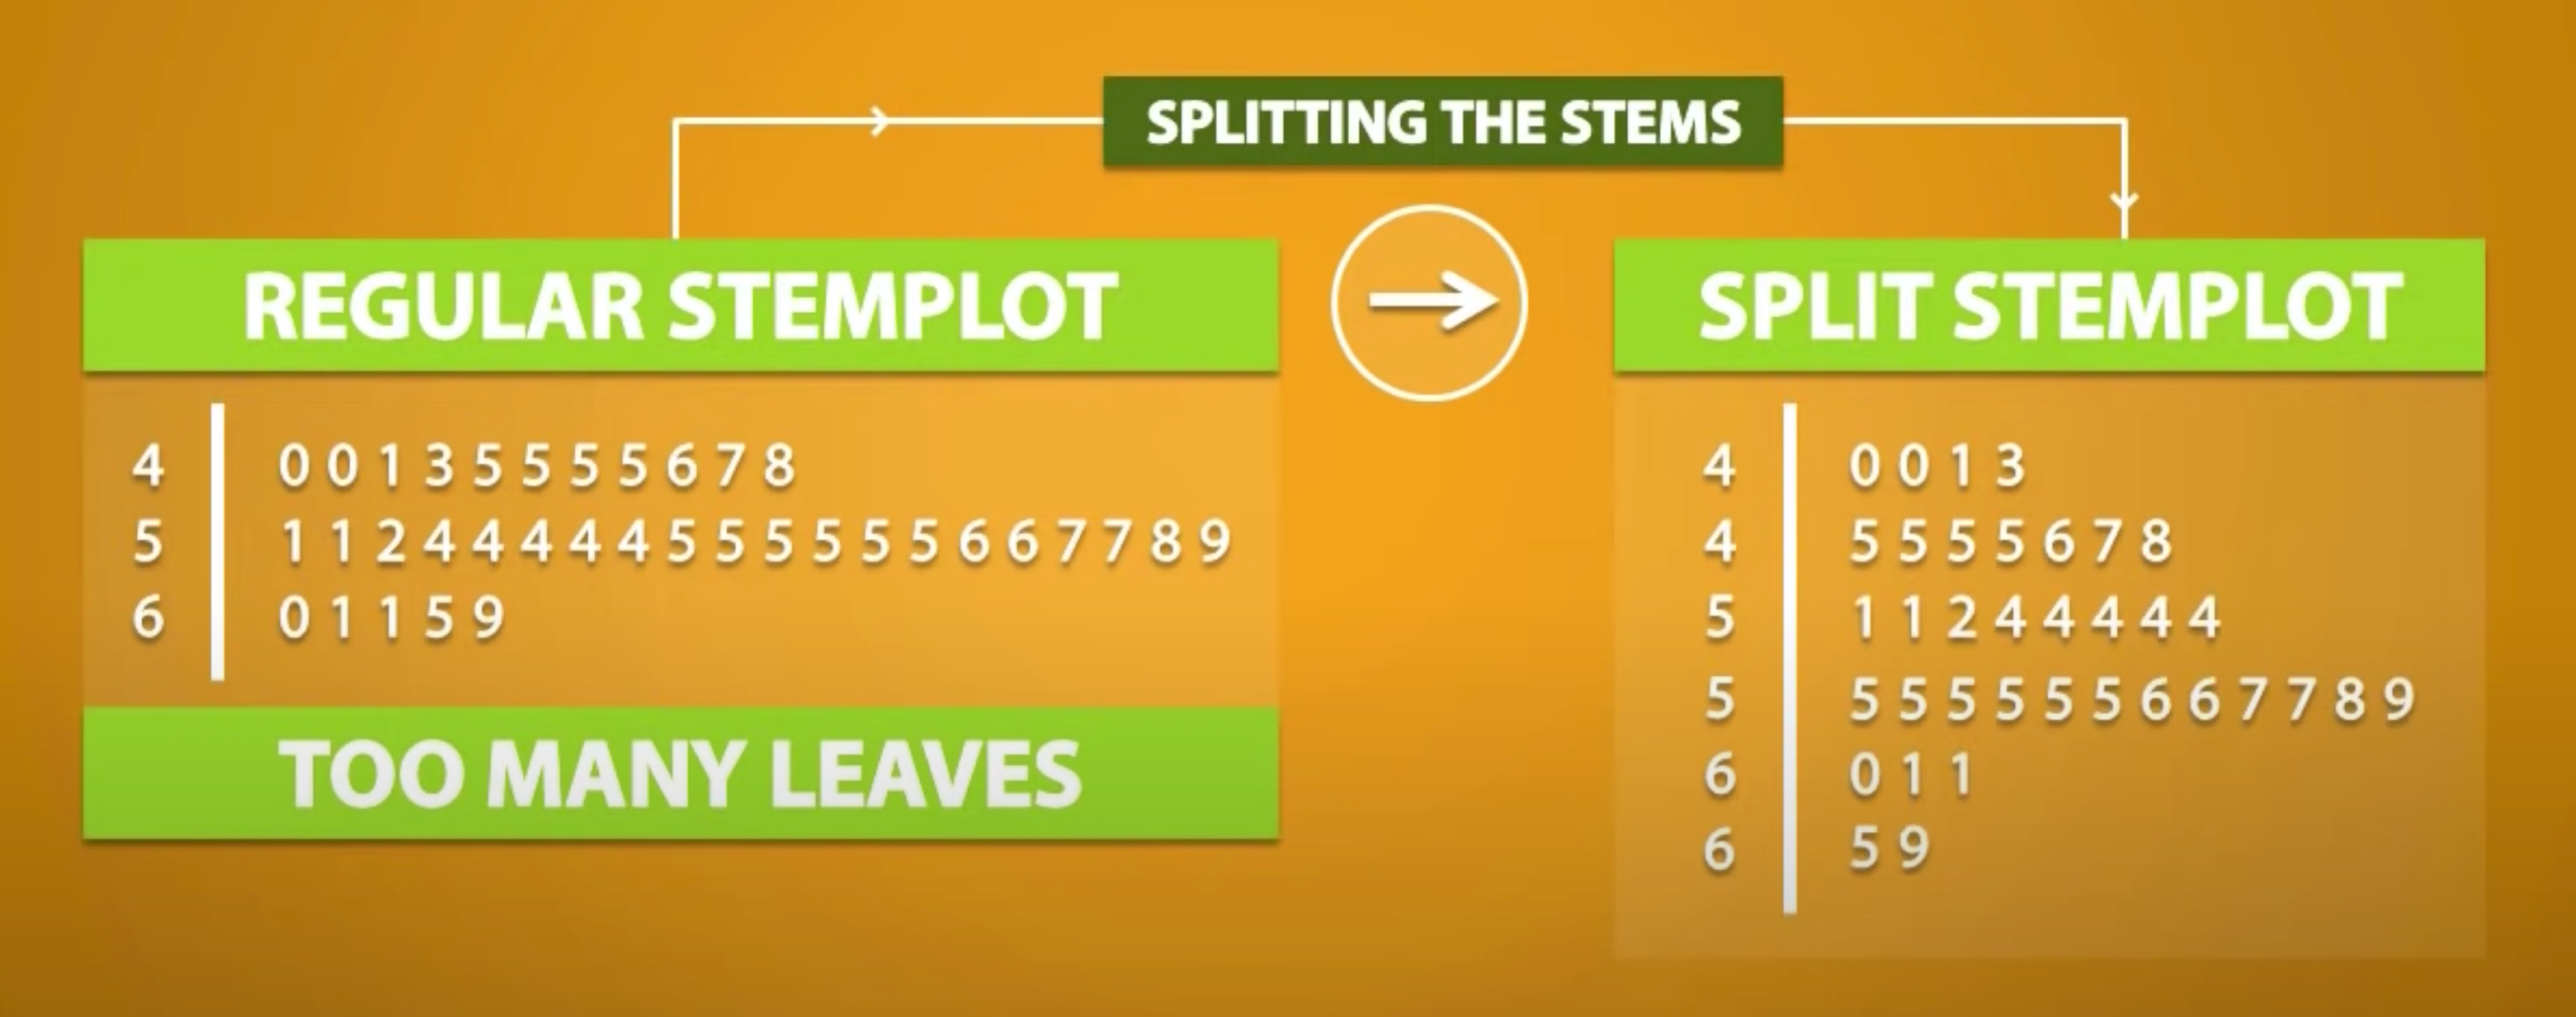 SPLITTING THE STEMS
REGULAR STEMPLOT
4 0 0 1 3 5 5 5 5 6 7 8
5 1 1 2 4 4 4 4 4 5 5 5 5 5 5 6 6 7 7 8 9
6 0 1 1 5 9
TOO MANY LEAVES
SPLIT STEMPLOT
4 0 0 1 3
4 5 5 5 5 6 7 8
5 1 1 2 4 4 4 4 4
5 5 5 5 5 5 5 6 6 7 7 8 9
6 0 1 1
6 5 9